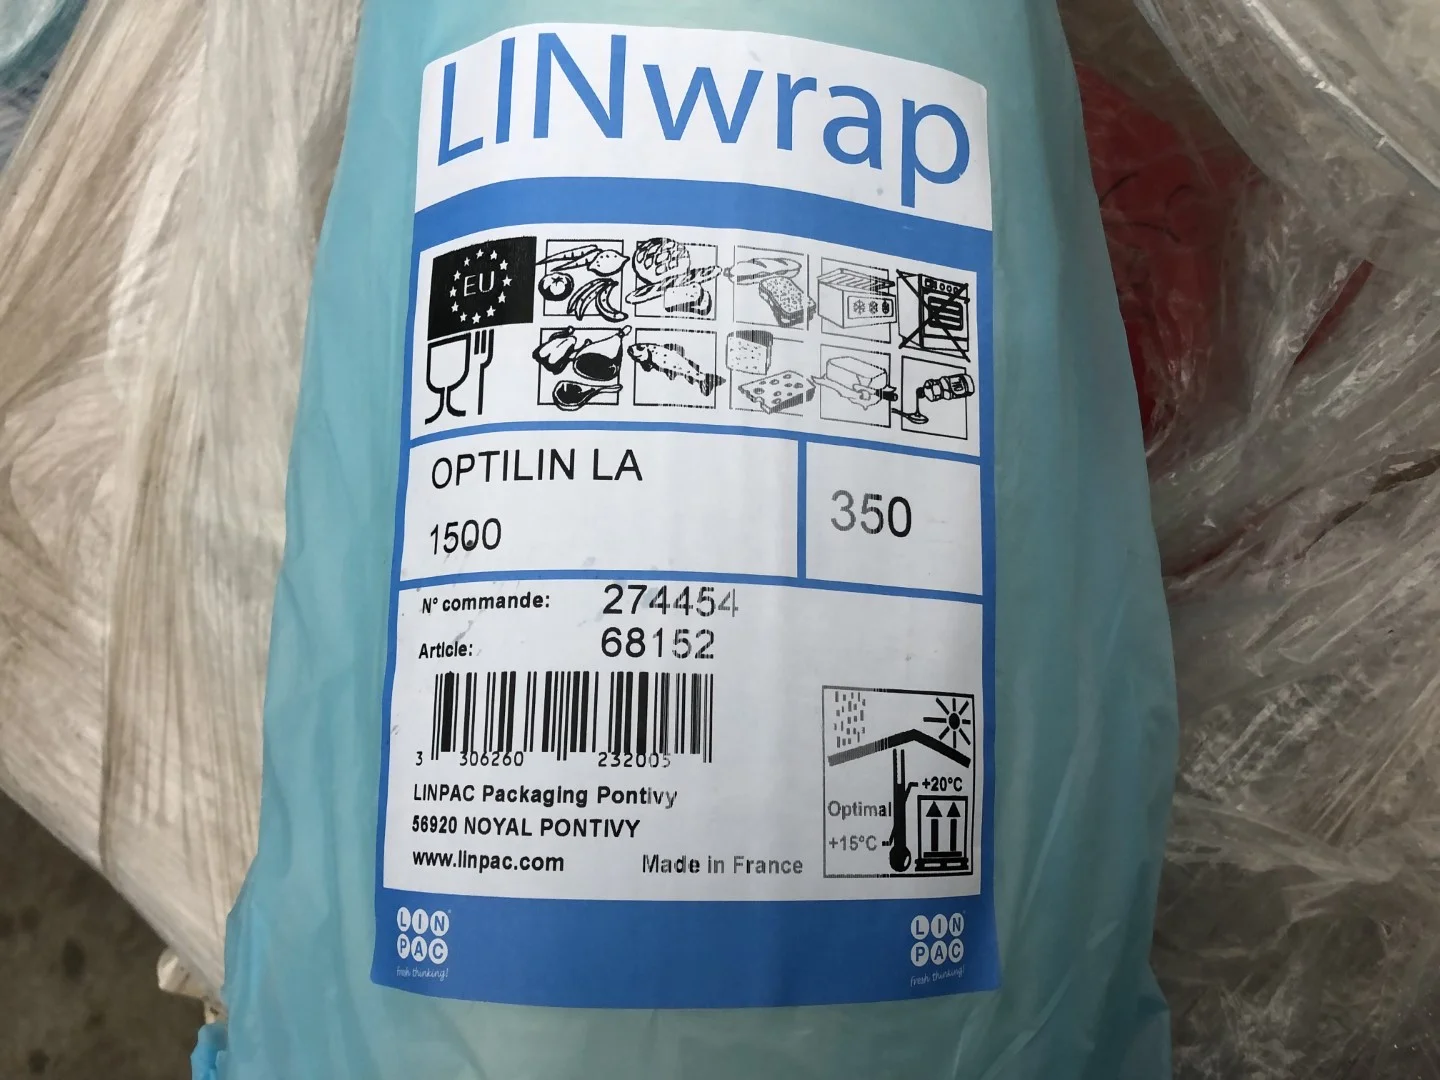 LINwrap
EU
OPTILIN LA
1500
350
N° commande: 274454
Article: 68152
3 306260 232005
LINPAC Packaging Pontivy
56920 NOYAL PONTIVY
www.linpac.com
Made in France
+20°C
Optimal
+15°C
LIN
PAC
fresh thinking!
LIN
PAC
fresh thinking!